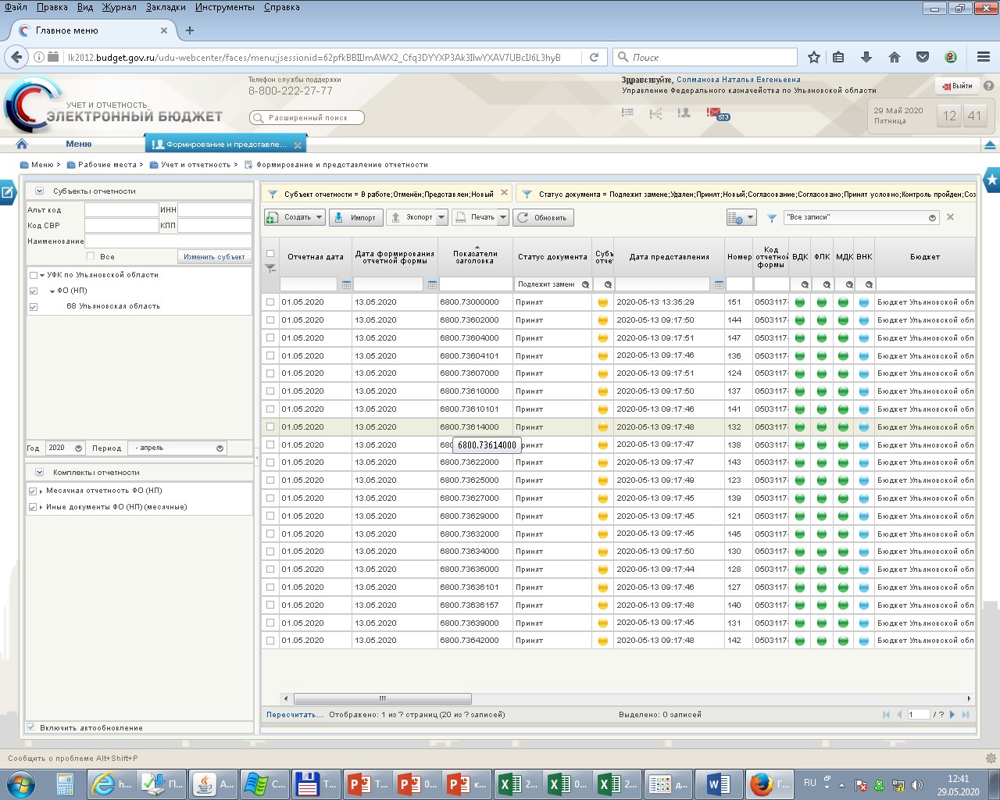 Файл Правка Вид Журнал Закладки Инструменты Справка
Главное меню
lk2012.budget.gov.ru/udu-webcenter/faces/menu;jsessionid=62pfkBBIIJmAWX2_Cfq3DYYXP3Ak3IlwYXAV7UBcIJ6L3hyB
Поиск
УЧЕТ И ОТЧЕТНОСТЬ
ЭЛЕКТРОННЫЙ БЮДЖЕТ
Телефон службы поддержки
8-800-222-27-77
Расширенный поиск
Здравствуйте, Солманова Наталья Евгеньевна
Управление Федерального казначейства по Ульяновской области
573
Выйти
29 Май 2020
Пятница
12 41
Меню
Формирование и представле...
Меню > Рабочие места > Учет и отчетность > Формирование и представление отчетности
Субъекты отчетности
Альт код ИНН
Код СВР КПП
Наименование
Все Изменить субъект
УФК по Ульяновской области
ФО (НП)
68 Ульяновская область
Год 2020 Период - апрель
Комплекты отчетности
Месячная отчетность ФО (НП)
Иные документы ФО (НП) (месячные)
Включить автообновление
Субъект отчетности = В работе;Отменён;Представлен;Новый
Статус документа = Подлежит замене;Удален;Принят;Новый;Согласование;Согласовано;Принят условно;Контроль пройден;Соз
Создать Импорт Экспорт Печать Обновить "Все записи"
Отчетная дата Дата формирования отчетной формы Показатели заголовка Статус документа Субъ отче Дата представления Номер Код отчетной формы ВДК ФЛК МДК ВНК Бюджет
Подлежит замене
01.05.2020 13.05.2020 6800.73000000 Принят 2020-05-13 13:35:29 151 0503117- Бюджет Ульяновской обл
01.05.2020 13.05.2020 6800.73602000 Принят 2020-05-13 09:17:50 144 0503117- Бюджет Ульяновской обл
01.05.2020 13.05.2020 6800.73604000 Принят 2020-05-13 09:17:51 147 0503117- Бюджет Ульяновской обл
01.05.2020 13.05.2020 6800.73604101 Принят 2020-05-13 09:17:46 136 0503117- Бюджет Ульяновской обл
01.05.2020 13.05.2020 6800.73607000 Принят 2020-05-13 09:17:51 124 0503117- Бюджет Ульяновской обл
01.05.2020 13.05.2020 6800.73610000 Принят 2020-05-13 09:17:50 137 0503117- Бюджет Ульяновской обл
01.05.2020 13.05.2020 6800.73610101 Принят 2020-05-13 09:17:46 141 0503117- Бюджет Ульяновской обл
01.05.2020 13.05.2020 6800.73614000 Принят 2020-05-13 09:17:48 132 0503117- Бюджет Ульяновской обл
01.05.2020 13.05.2020 680 6800.73614000 ринят 2020-05-13 09:17:47 138 0503117- Бюджет Ульяновской обл
01.05.2020 13.05.2020 6800.73622000 Принят 2020-05-13 09:17:47 143 0503117- Бюджет Ульяновской обл
01.05.2020 13.05.2020 6800.73625000 Принят 2020-05-13 09:17:49 123 0503117- Бюджет Ульяновской обл
01.05.2020 13.05.2020 6800.73627000 Принят 2020-05-13 09:17:45 139 0503117- Бюджет Ульяновской обл
01.05.2020 13.05.2020 6800.73629000 Принят 2020-05-13 09:17:45 121 0503117- Бюджет Ульяновской обл
01.05.2020 13.05.2020 6800.73632000 Принят 2020-05-13 09:17:45 145 0503117- Бюджет Ульяновской обл
01.05.2020 13.05.2020 6800.73634000 Принят 2020-05-13 09:17:50 130 0503117- Бюджет Ульяновской обл
01.05.2020 13.05.2020 6800.73636000 Принят 2020-05-13 09:17:44 128 0503117- Бюджет Ульяновской обл
01.05.2020 13.05.2020 6800.73636101 Принят 2020-05-13 09:17:46 127 0503117- Бюджет Ульяновской обл
01.05.2020 13.05.2020 6800.73636157 Принят 2020-05-13 09:17:48 140 0503117- Бюджет Ульяновской обл
01.05.2020 13.05.2020 6800.73639000 Принят 2020-05-13 09:17:45 131 0503117- Бюджет Ульяновской обл
01.05.2020 13.05.2020 6800.73642000 Принят 2020-05-13 09:17:48 142 0503117- Бюджет Ульяновской обл
Пересчитать... Отображено: 1 из ? страниц (20 из ? записей) Выделено: 0 записей 1 / ?
Сообщить о проблеме Alt+Shift+P
h... П... A... C... Т... Т... 0... к... 2... 0... 2... д... Г... RU 12:41
29.05.2020